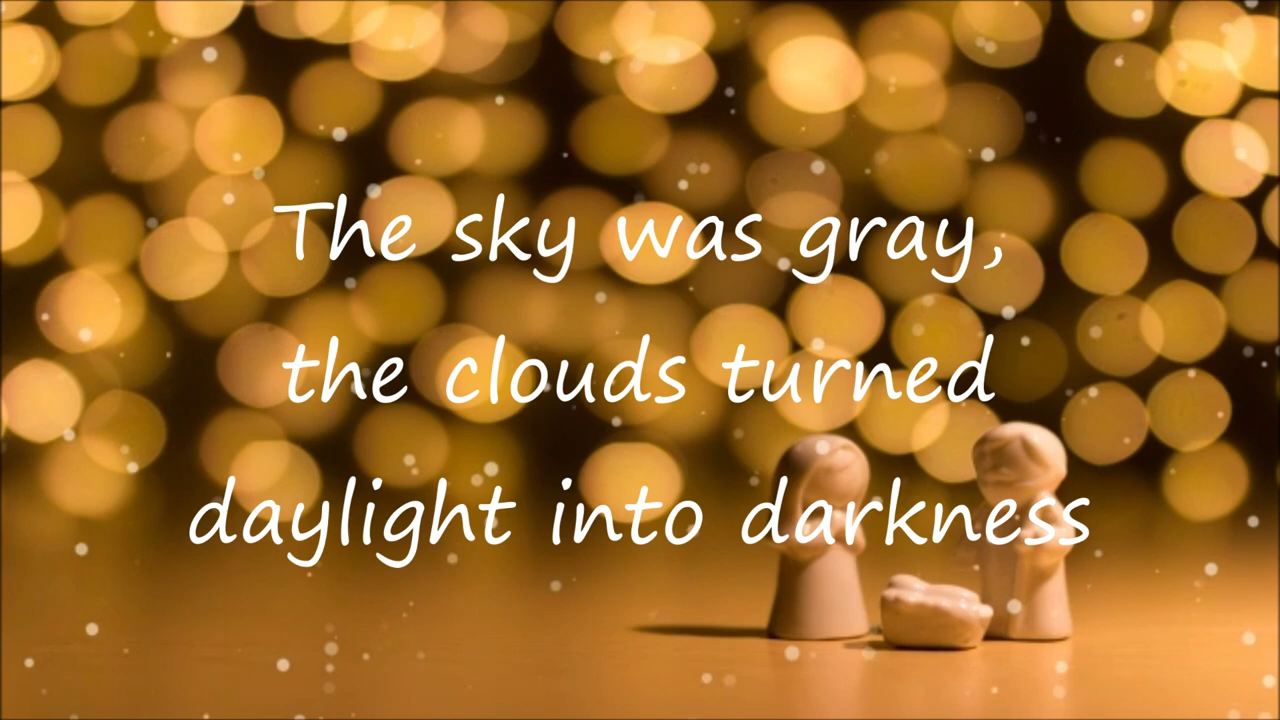 The sky was gray,
the clouds turned
daylight into darkness